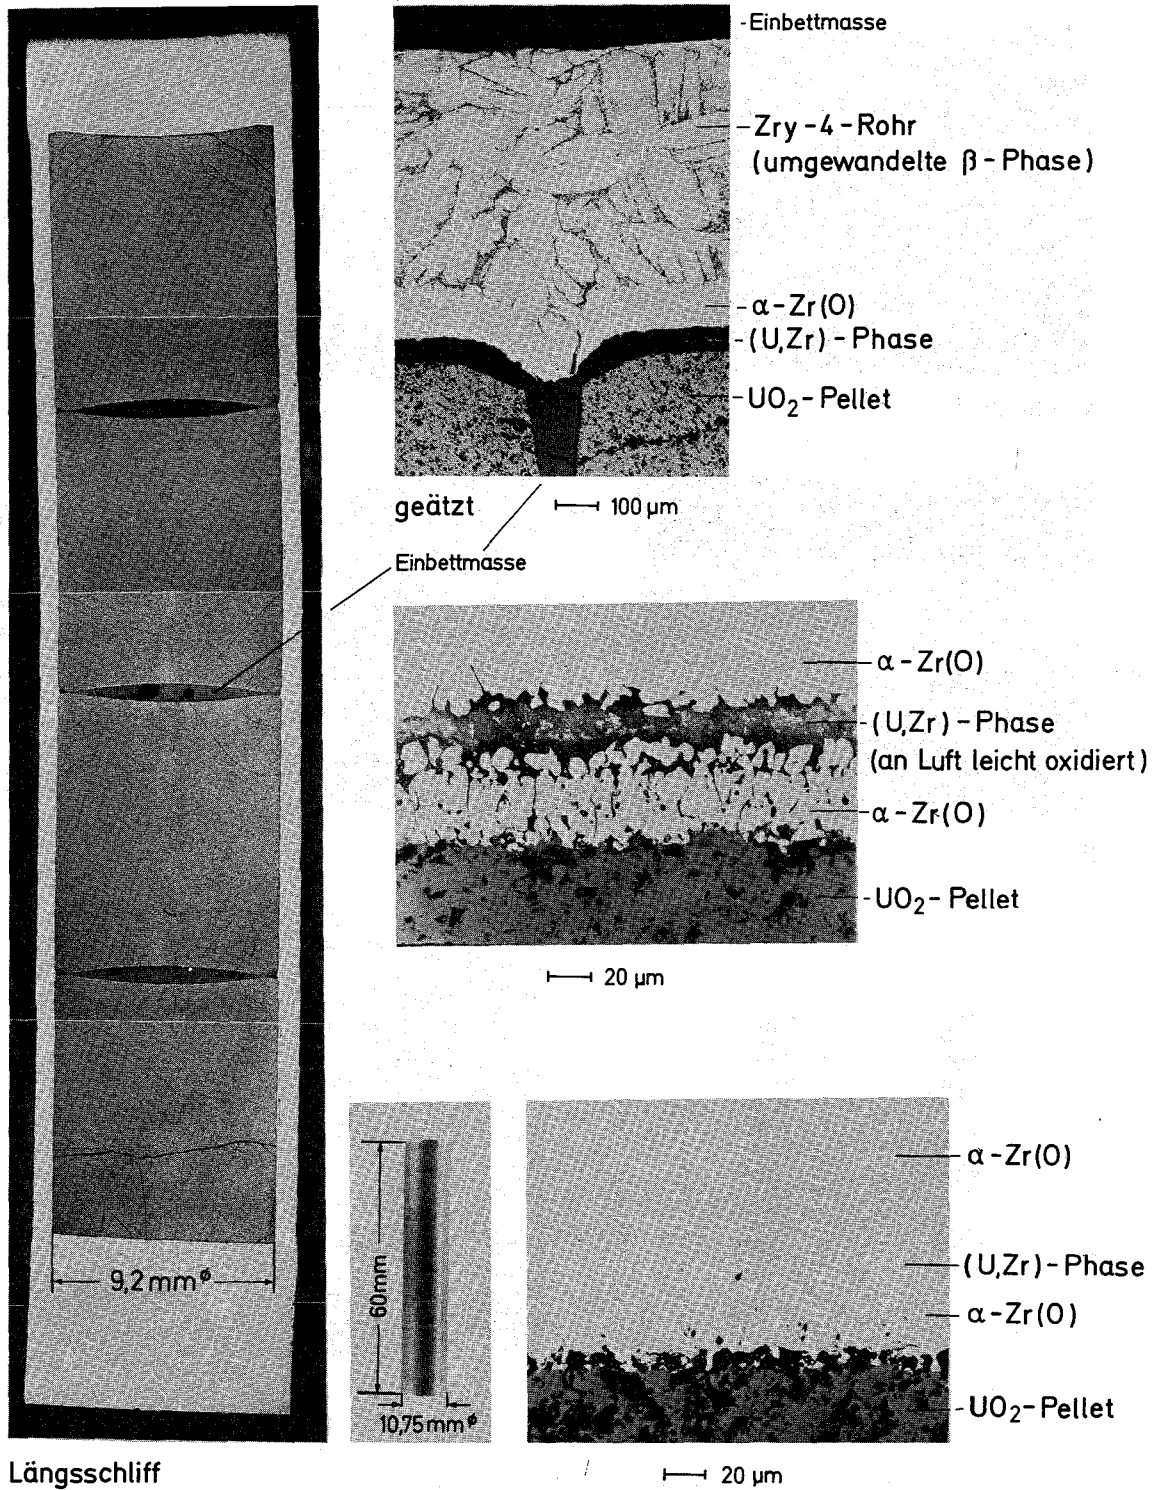 Einbettmasse
Zry-4-Rohr
(umgewandelte β-Phase)
α-Zr(O)
(U,Zr)-Phase
UO₂-Pellet
geätzt
100 µm
Einbettmasse
α-Zr(O)
(U,Zr)-Phase
(an Luft leicht oxidiert)
α-Zr(O)
UO₂-Pellet
20 µm
9,2mm ø
60mm
10,75mm ø
α-Zr(O)
(U,Zr)-Phase
α-Zr(O)
UO₂-Pellet
20 µm
Längsschliff